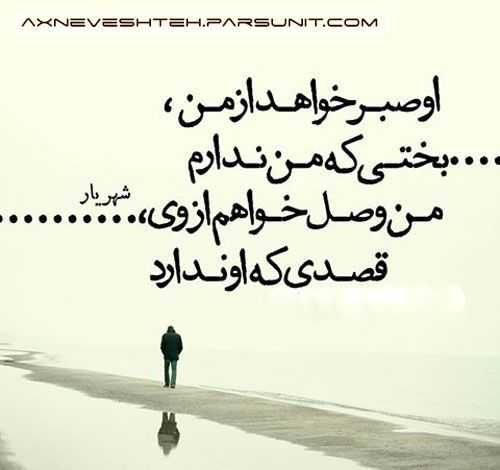 AXNEVESHTEH.PARSUNIT.COM
او صبر خواهد از من ،
....بختی که من ندارم
من وصل خواهم از وی،..........
شهریار
قصدی که او ندارد